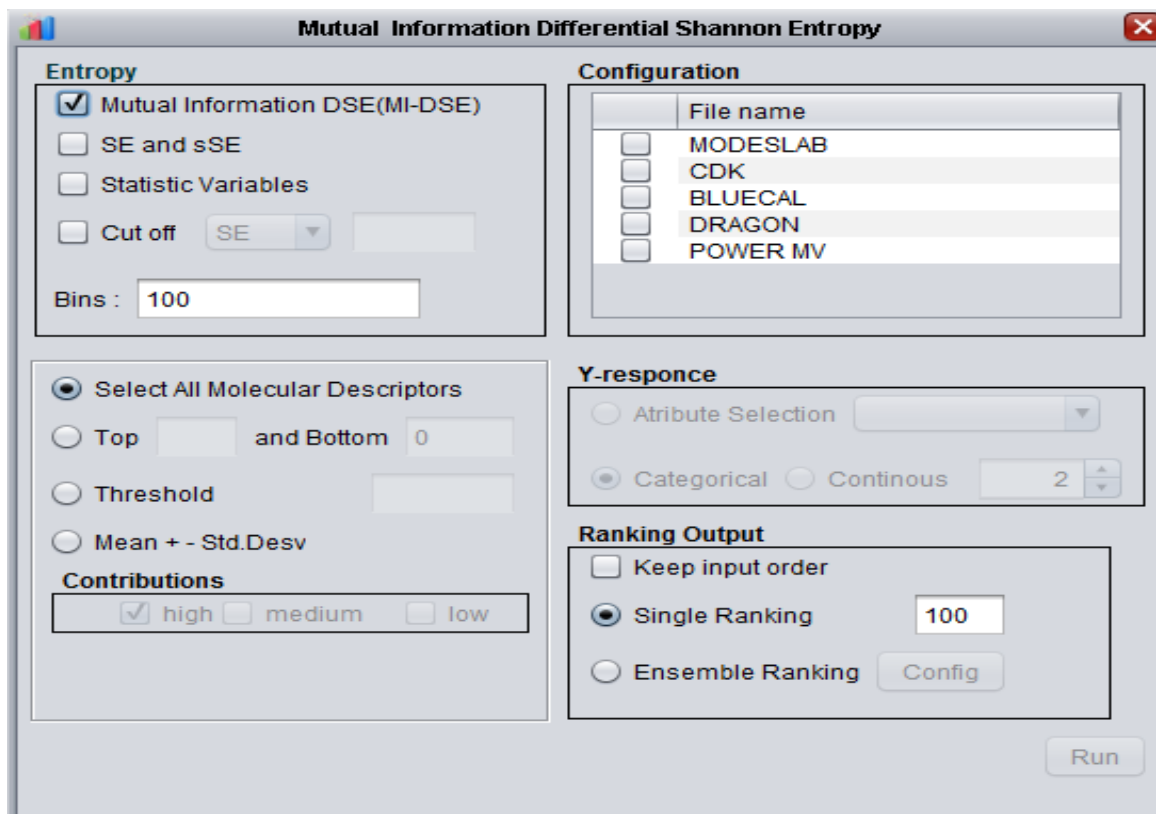 Mutual Information Differential Shannon Entropy
Entropy
Mutual Information DSE(MI-DSE)
SE and sSE
Statistic Variables
Cut off SE
Bins : 100
Configuration
File name
MODESLAB
CDK
BLUECAL
DRAGON
POWER MV
Select All Molecular Descriptors
Top and Bottom 0
Threshold
Mean + - Std.Desv
Contributions
high medium low
Y-responce
Atribute Selection
Categorical Continous 2
Ranking Output
Keep input order
Single Ranking 100
Ensemble Ranking Config
Run